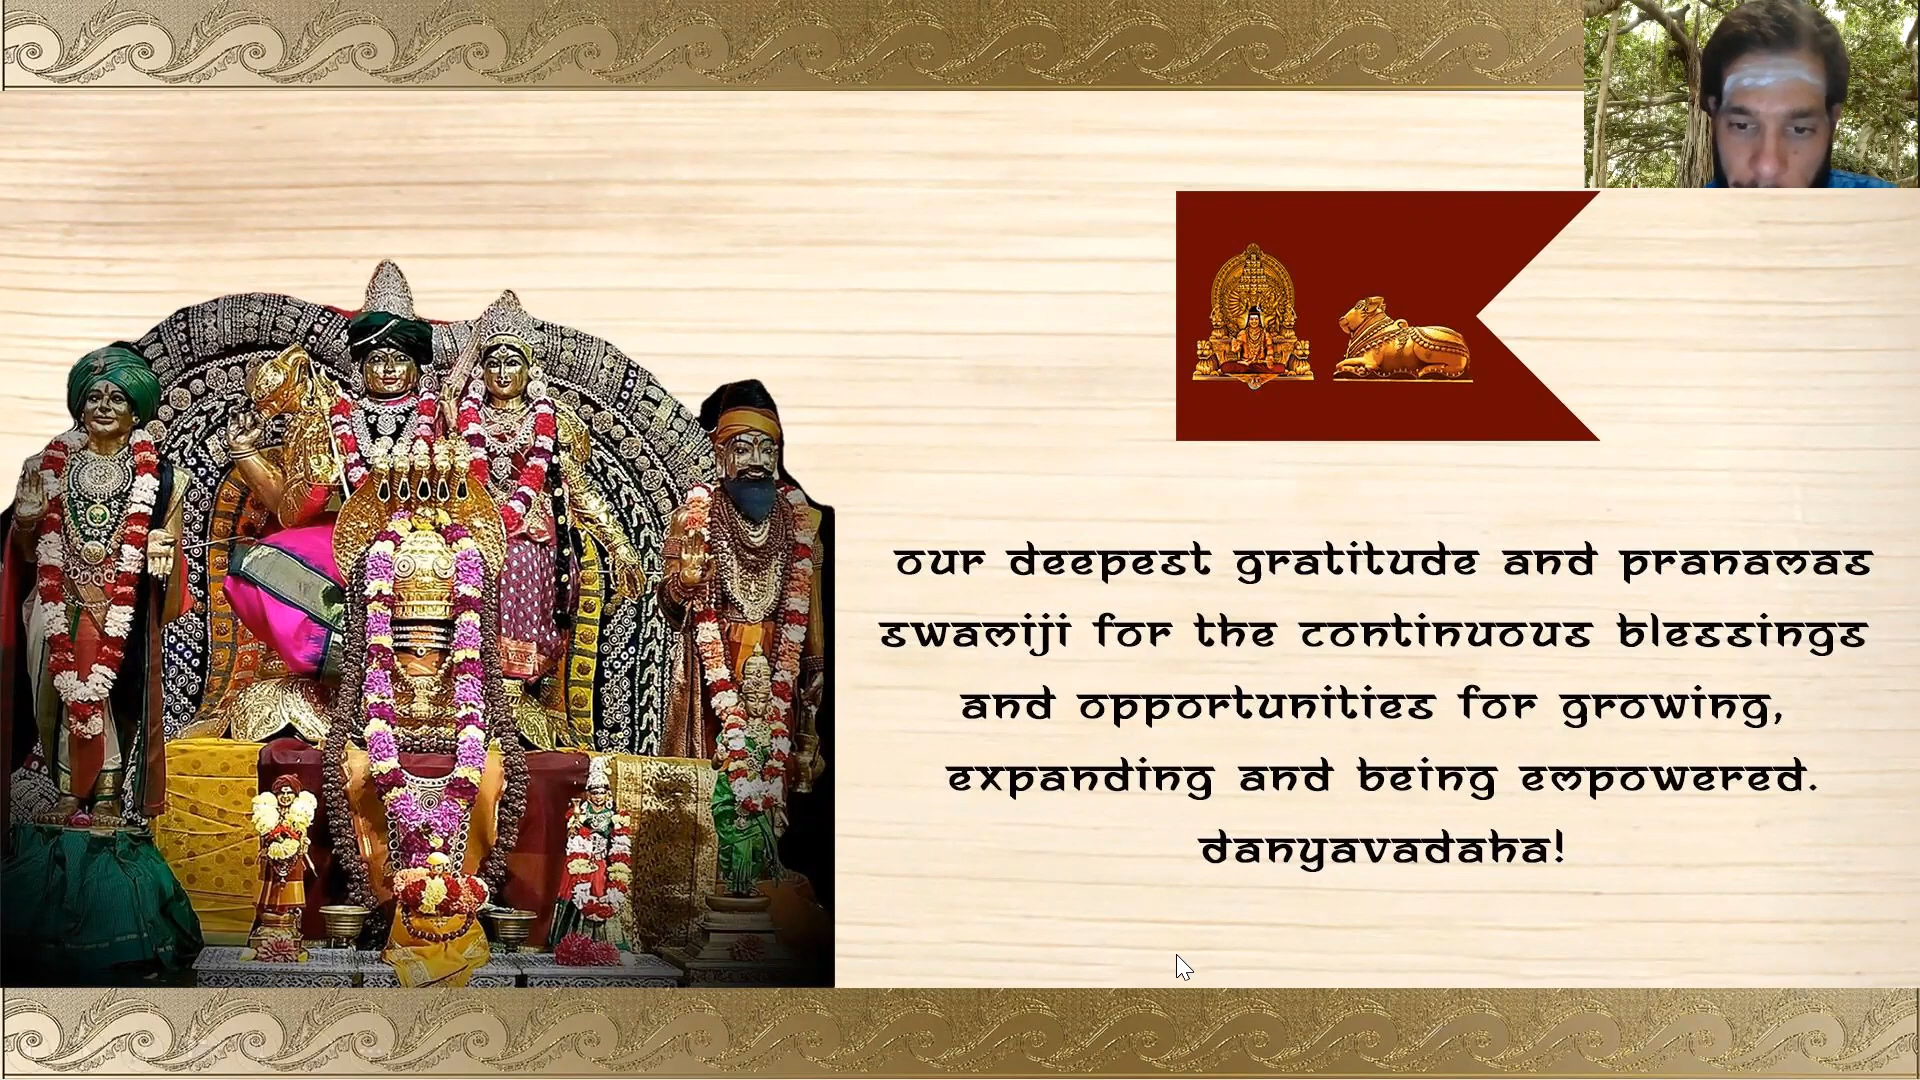 our deepest gratitude and pranamas
swamiji for the continuous blessings
and opportunities for growing,
expanding and being empowered.
danyavadaha!